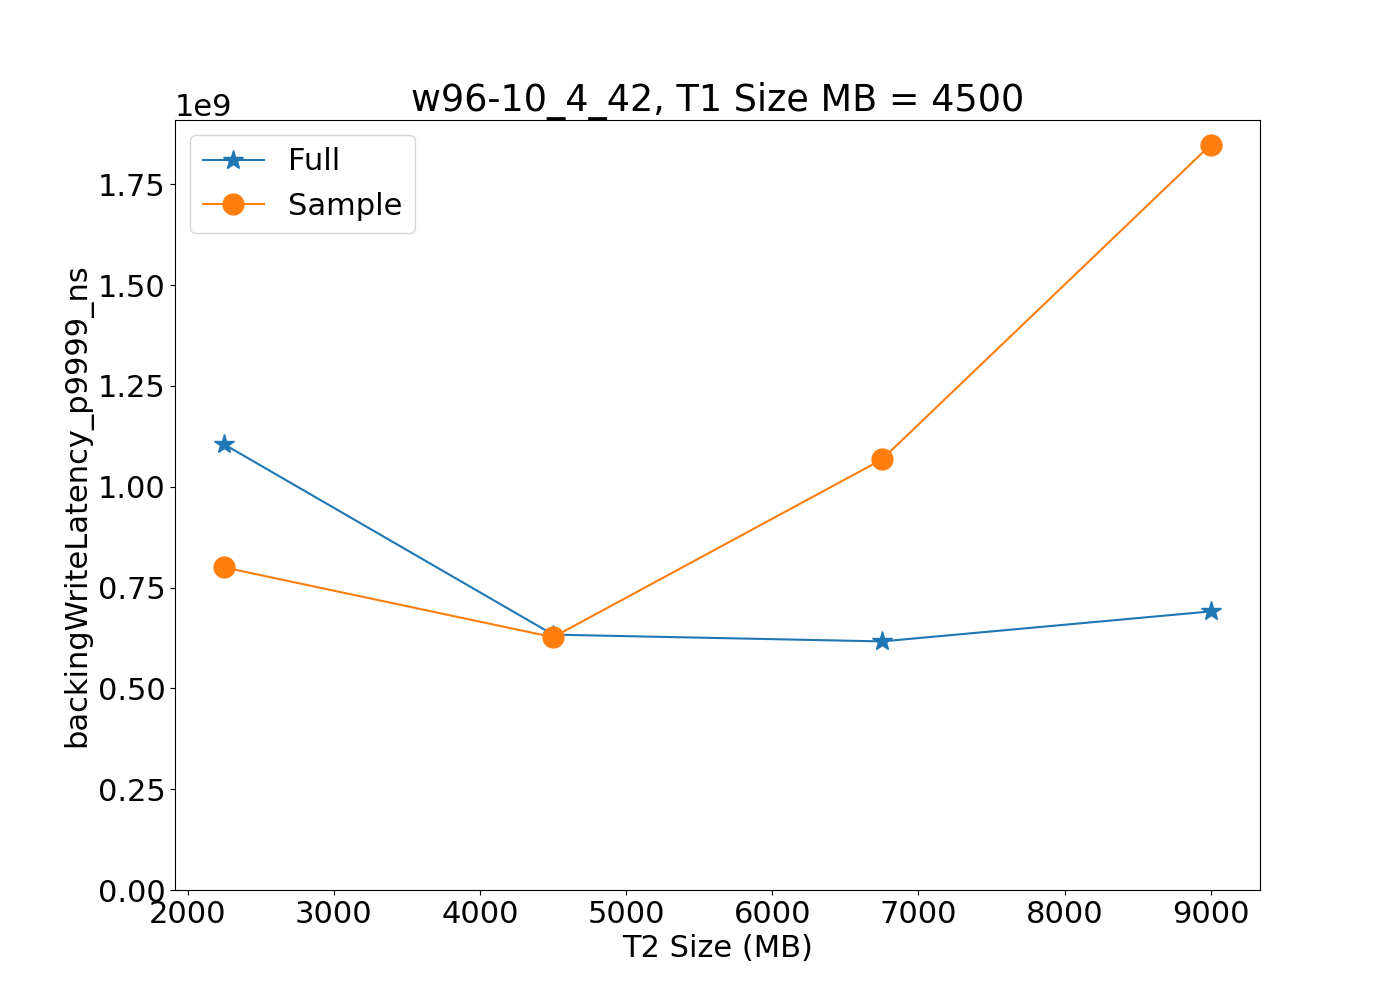 w96-10_4_42, T1 Size MB = 4500
1e9
Full
Sample
1.75
1.50
1.25
1.00
0.75
0.50
0.25
0.00
backingWriteLatency_p9999_ns
2000 3000 4000 5000 6000 7000 8000 9000
T2 Size (MB)